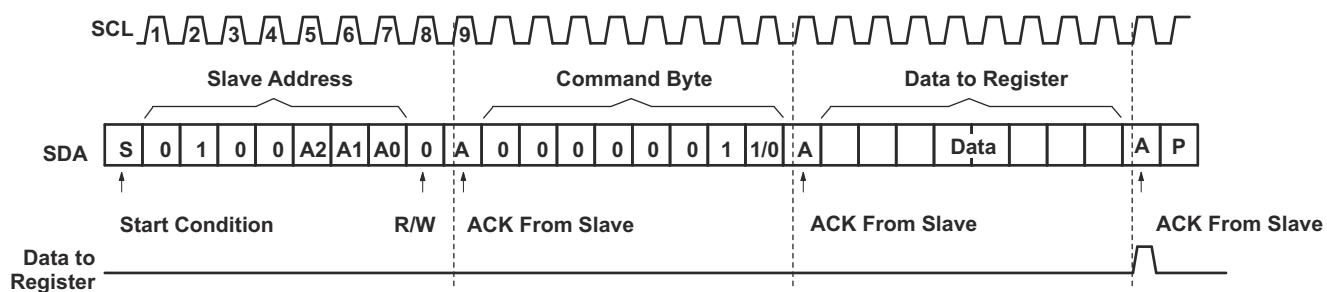 SCL 1 2 3 4 5 6 7 8 9
Slave Address Command Byte Data to Register
SDA S 0 1 0 0 A2 A1 A0 0 A 0 0 0 0 0 0 1 1/0 A Data A P
Start Condition R/W ACK From Slave ACK From Slave ACK From Slave
Data to
Register